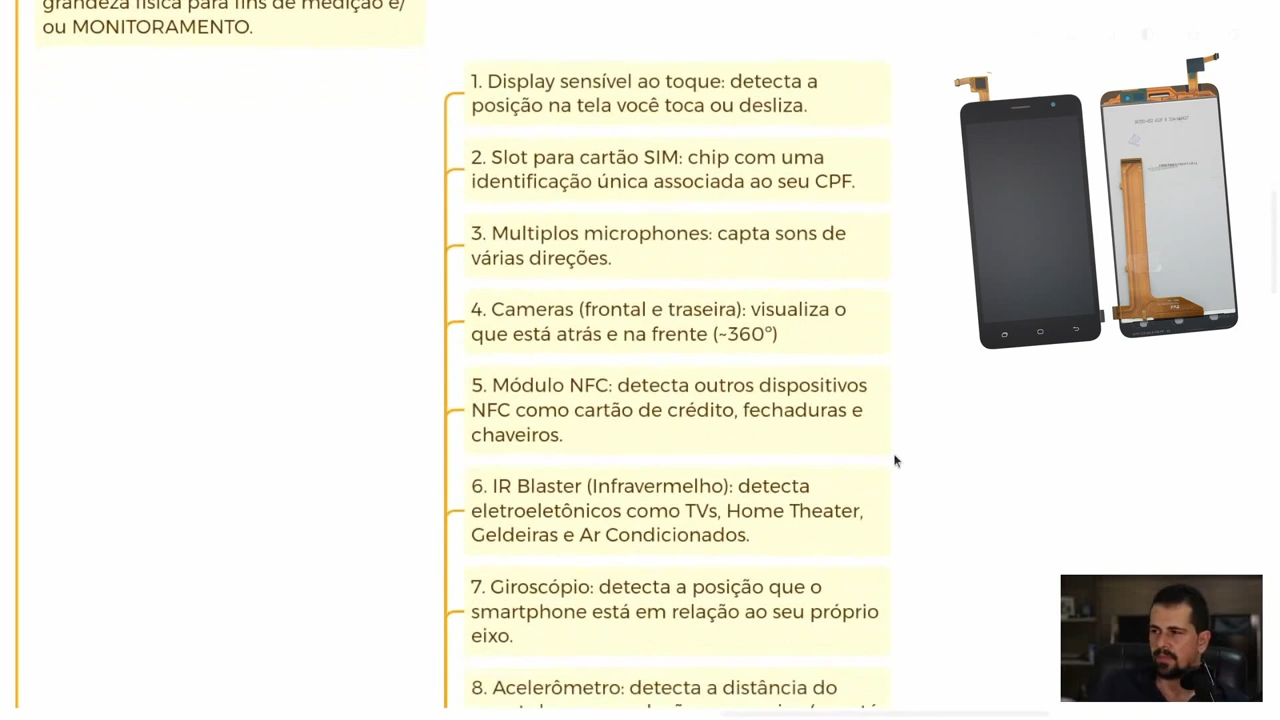 grandeza física para fins de medição e/
ou MONITORAMENTO.
1. Display sensível ao toque: detecta a
posição na tela você toca ou desliza.
2. Slot para cartão SIM: chip com uma
identificação única associada ao seu CPF.
3. Multiplos microphones: capta sons de
várias direções.
4. Cameras (frontal e traseira): visualiza o
que está atrás e na frente (~360º)
5. Módulo NFC: detecta outros dispositivos
NFC como cartão de crédito, fechaduras e
chaveiros.
6. IR Blaster (Infravermelho): detecta
eletroeletônicos como TVs, Home Theater,
Geldeiras e Ar Condicionados.
7. Giroscópio: detecta a posição que o
smartphone está em relação ao seu próprio
eixo.
8. Acelerômetro: detecta a distância do